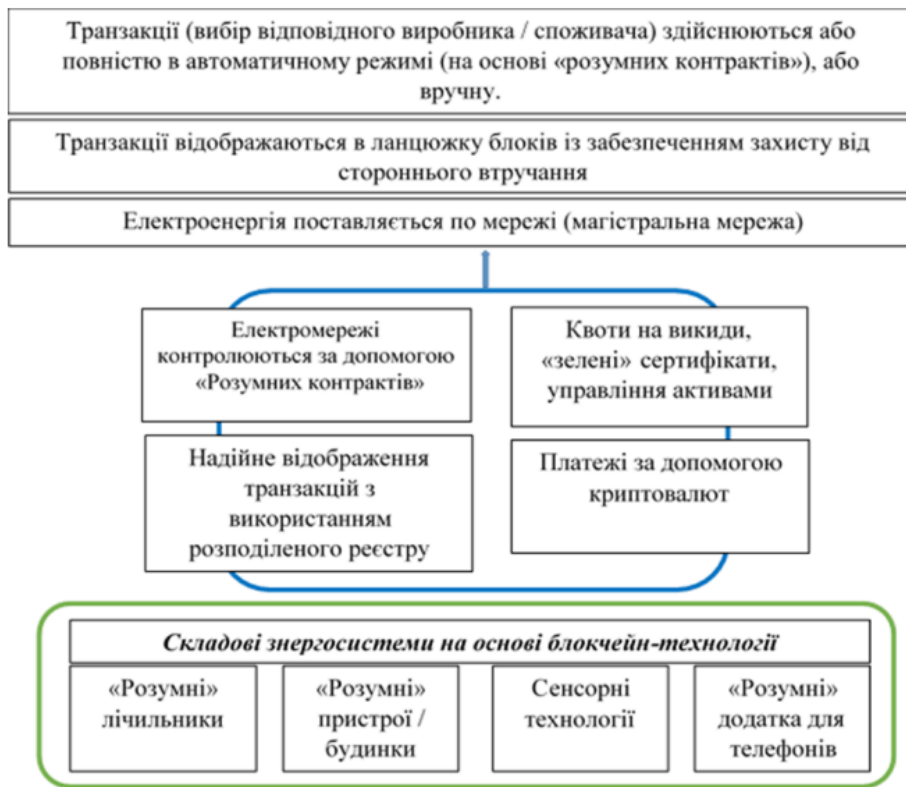 Транзакції (вибір відповідного виробника / споживача) здійснюються або
повністю в автоматичному режимі (на основі «розумних контрактів»), або
вручну.
Транзакції відображаються в ланцюжку блоків із забезпеченням захисту від
стороннього втручання
Електроенергія поставляється по мережі (магістральна мережа)
Електромережі
контролюються за допомогою
«Розумних контрактів»
Квоти на викиди,
«зелені» сертифікати,
управління активами
Надійне відображення
транзакцій з
використанням
розподіленого реєстру
Платежі за допомогою
криптовалют
Складові знергосистеми на основі блокчейн-технології
«Розумні»
лічильники
«Розумні»
пристрої /
будинки
Сенсорні
технології
«Розумні»
додатка для
телефонів